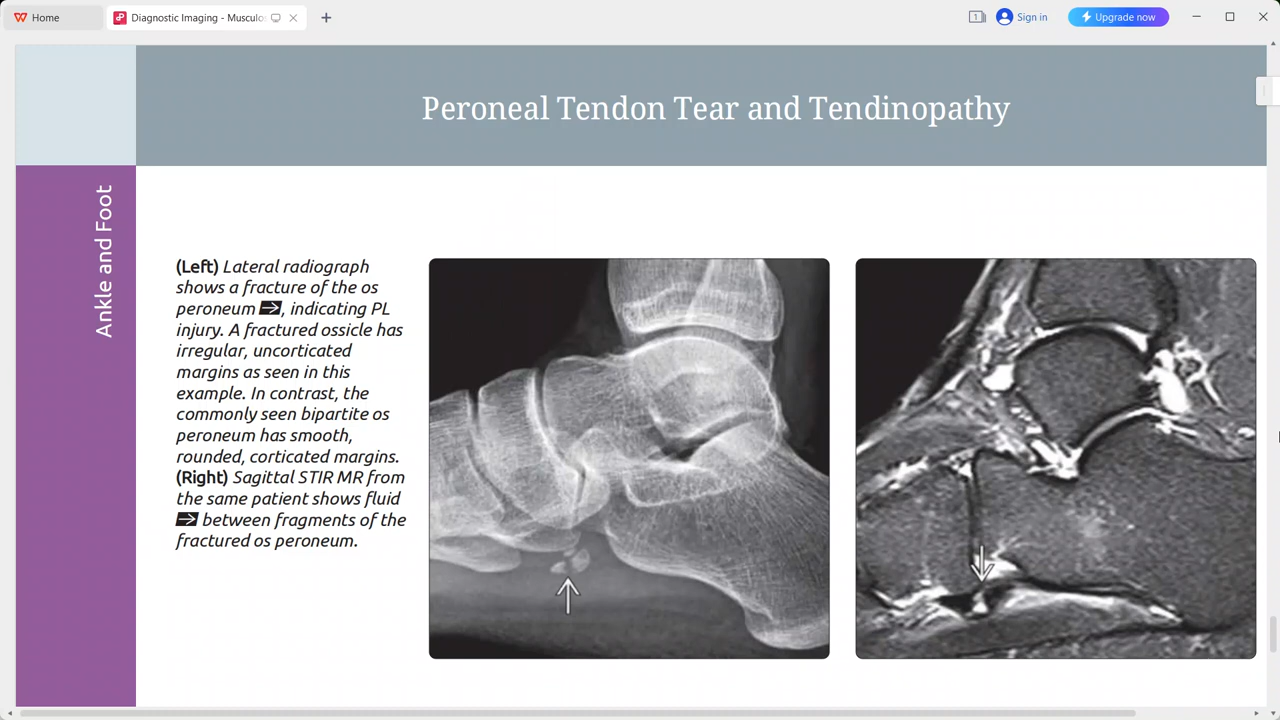 Home
Diagnostic Imaging - Musculo
1
Sign in
Upgrade now
Peroneal Tendon Tear and Tendinopathy
Ankle and Foot
(Left) Lateral radiograph
shows a fracture of the os
peroneum ➡, indicating PL
injury. A fractured ossicle has
irregular, uncorticated
margins as seen in this
example. In contrast, the
commonly seen bipartite os
peroneum has smooth,
rounded, corticated margins.
(Right) Sagittal STIR MR from
the same patient shows fluid
➡ between fragments of the
fractured os peroneum.